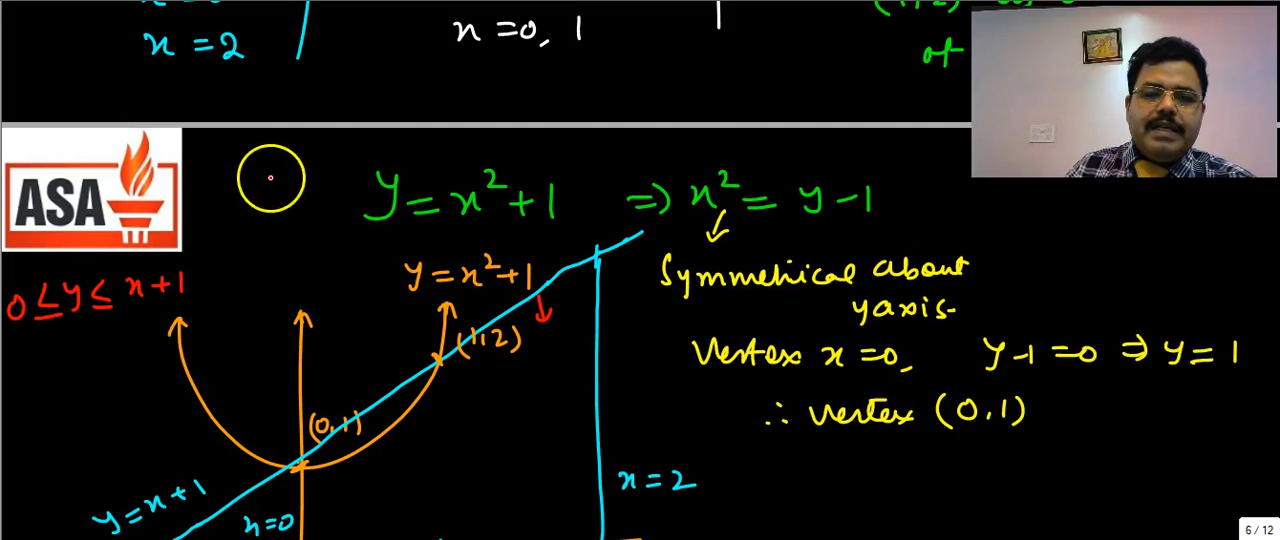 x = 2
x = 0, 1
of
ASA
y = x² + 1 ⇒ x² = y - 1
Symmetrical about
y axis.
0 ≤ y ≤ x + 1
y = x² + 1
(1, 2)
Vertex x = 0, y - 1 = 0 ⇒ y = 1
∴ Vertex (0, 1)
(0, 1)
x = 2
y = x + 1
x = 0
6 / 12